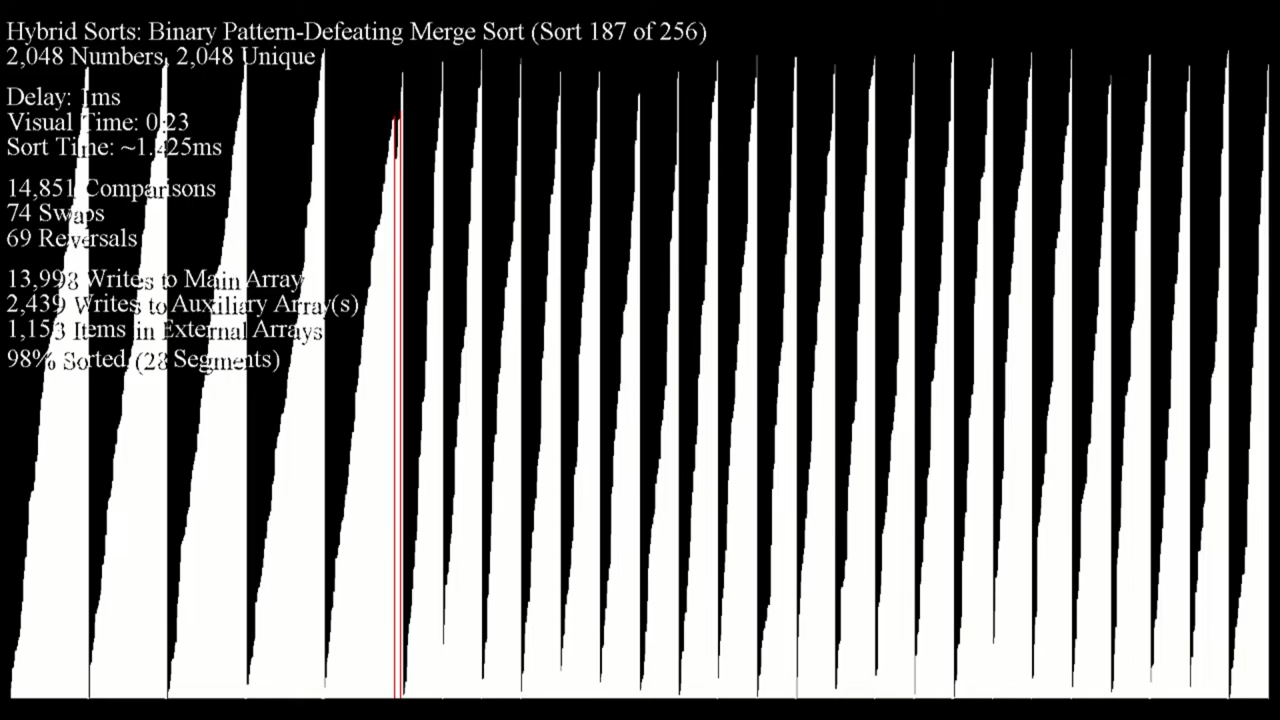 Hybrid Sorts: Binary Pattern-Defeating Merge Sort (Sort 187 of 256)
2,048 Numbers, 2,048 Unique
Delay: 1ms
Visual Time: 0:23
Sort Time: ~1.425ms
14,851 Comparisons
74 Swaps
69 Reversals
13,993 Writes to Main Array
2,439 Writes to Auxiliary Array(s)
1,153 Items in External Arrays
98% Sorted (28 Segments)